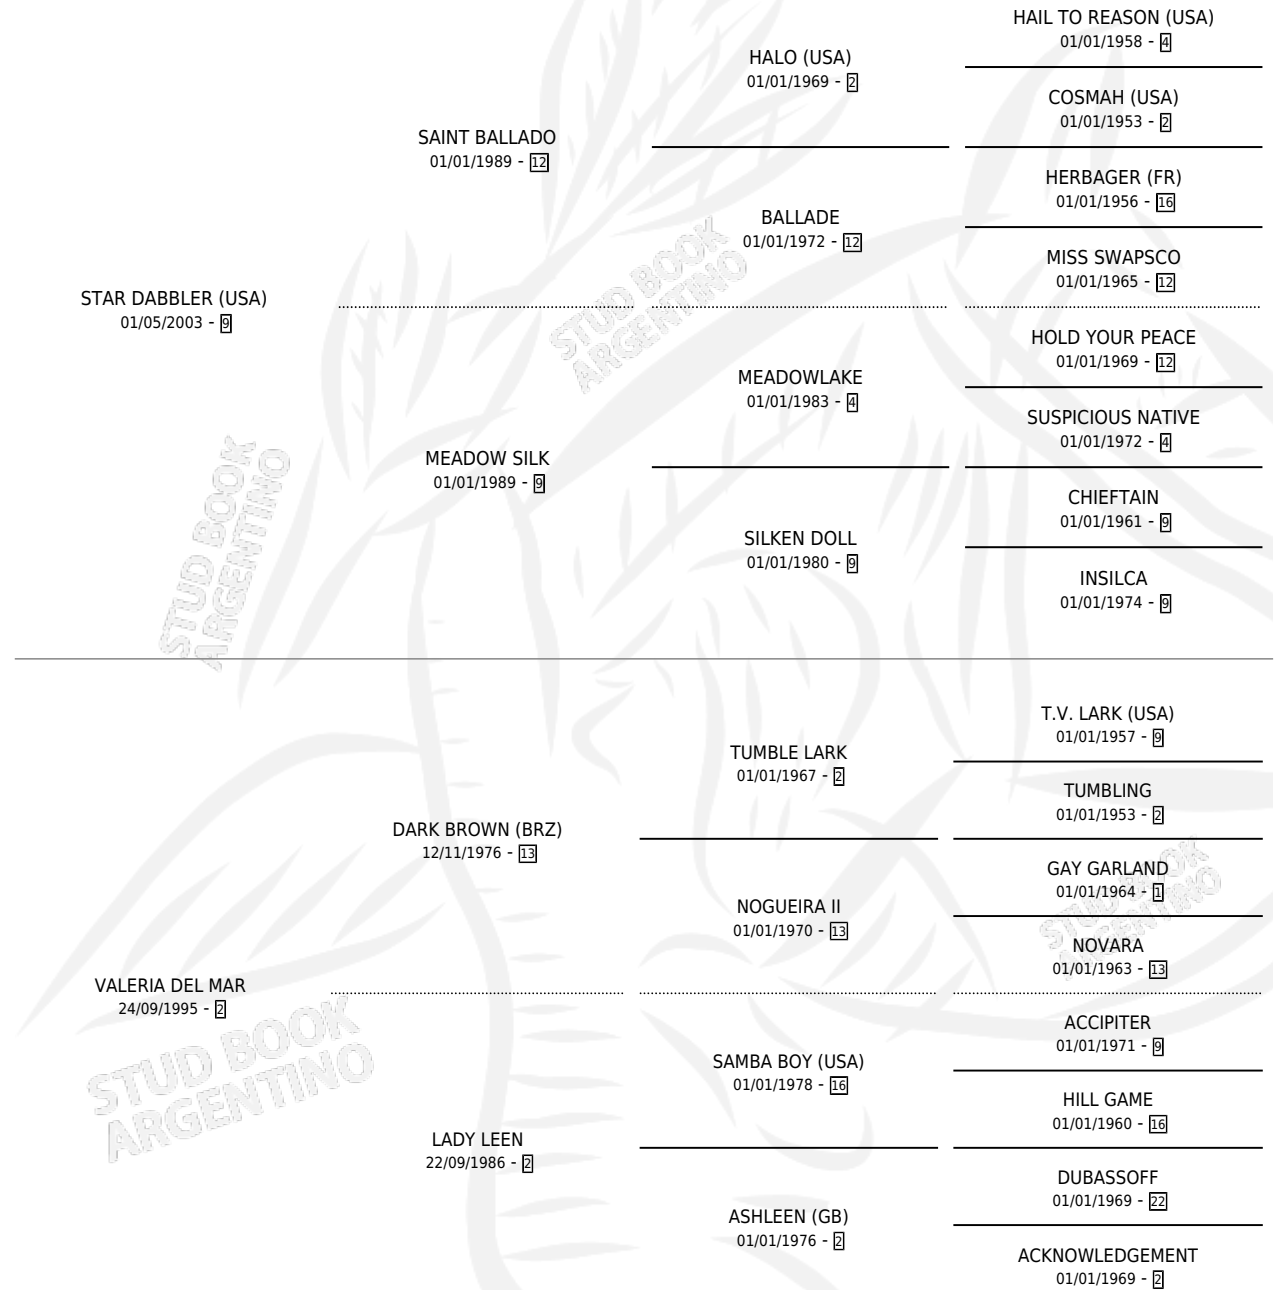 HAIL TO REASON (USA)
01/01/1958 - 4
HALO (USA)
01/01/1969 - 2
COSMAH (USA)
01/01/1953 - 2
SAINT BALLADO
01/01/1989 - 12
HERBAGER (FR)
01/01/1956 - 16
BALLADE
01/01/1972 - 12
MISS SWAPSCO
01/01/1965 - 12
STAR DABBLER (USA)
01/05/2003 - 9
HOLD YOUR PEACE
01/01/1969 - 12
MEADOWLAKE
01/01/1983 - 4
SUSPICIOUS NATIVE
01/01/1972 - 4
MEADOW SILK
01/01/1989 - 9
CHIEFTAIN
01/01/1961 - 9
SILKEN DOLL
01/01/1980 - 9
INSILCA
01/01/1974 - 9
STUD BOOK
ARGENTINO
STUD BOOK
ARGENTINO
T.V. LARK (USA)
01/01/1957 - 9
TUMBLE LARK
01/01/1967 - 2
TUMBLING
01/01/1953 - 2
DARK BROWN (BRZ)
12/11/1976 - 13
GAY GARLAND
01/01/1964 - 1
NOGUEIRA II
01/01/1970 - 13
NOVARA
01/01/1963 - 13
VALERIA DEL MAR
24/09/1995 - 2
ACCIPITER
01/01/1971 - 9
SAMBA BOY (USA)
01/01/1978 - 16
HILL GAME
01/01/1960 - 16
LADY LEEN
22/09/1986 - 2
DUBASSOFF
01/01/1969 - 22
ASHLEEN (GB)
01/01/1976 - 2
ACKNOWLEDGEMENT
01/01/1969 - 2
STUD BOOK
ARGENTINO
STUD BOOK
ARGENTINO